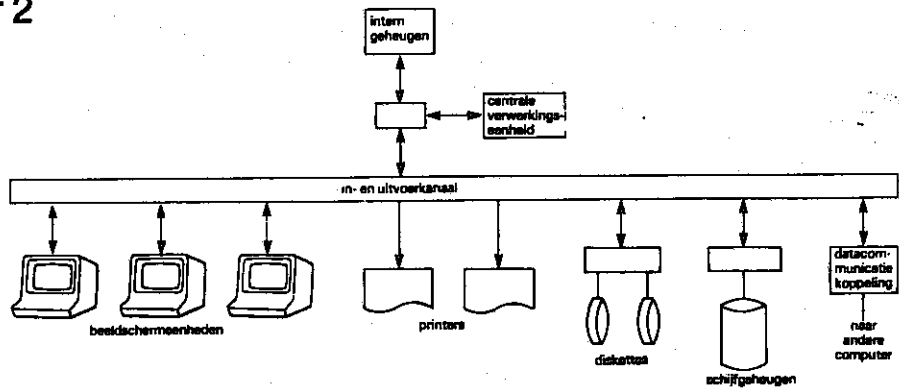 2
intern
geheugen
centrale
verwerkings-
eenheid
in- en uitvoerkanaal
beeldschermeenheden
printers
diskettes
schijfgeheugen
datacom-
municatie
koppeling
naar
andere
computer